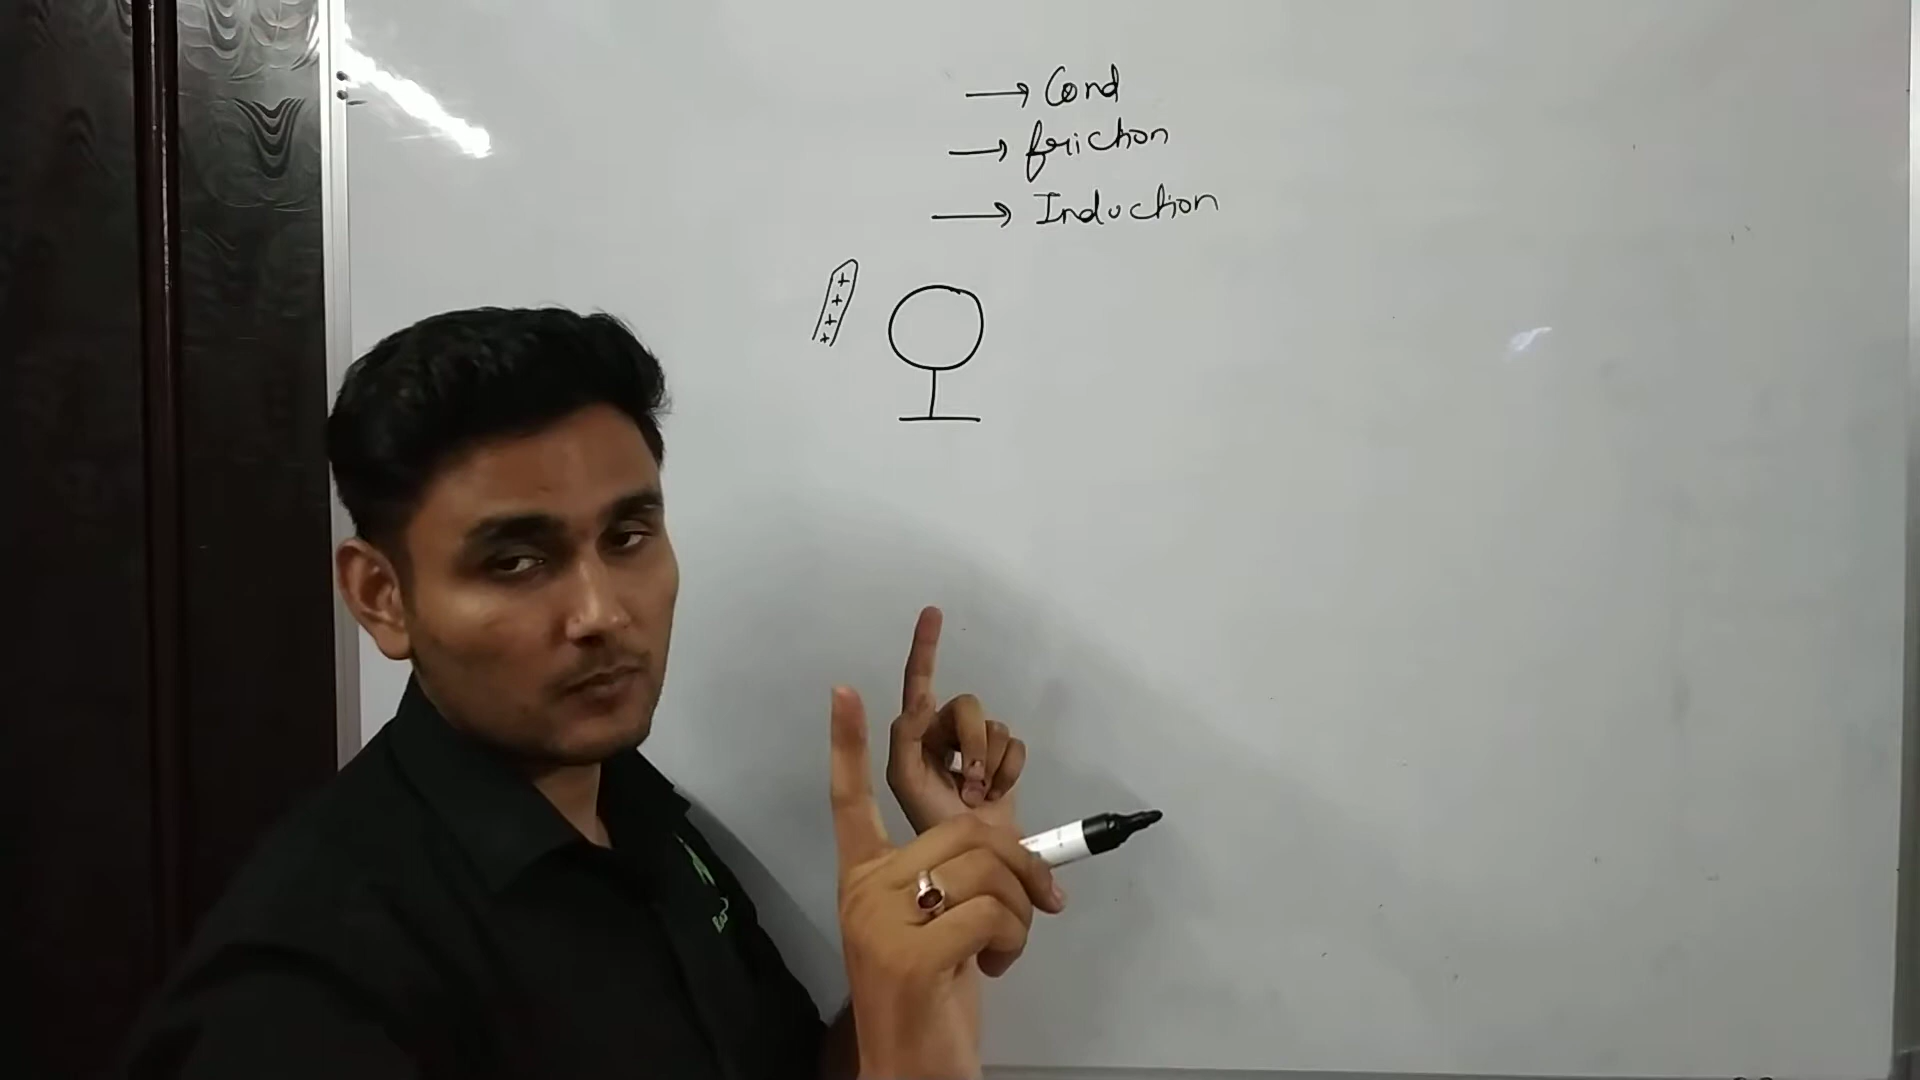 → Cond
→ friction
→ Induction
+
+
+
+